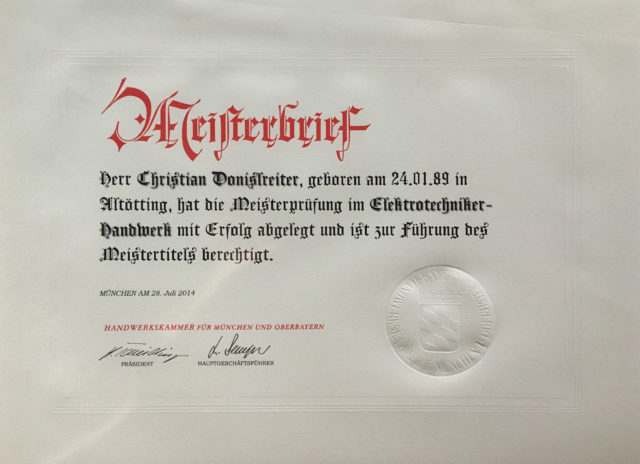 Meisterbrief
Herr Christian Donislreiter, geboren am 24.01.89 in
Altötting, hat die Meisterprüfung im Elektrotechniker-
Handwerk mit Erfolg abgelegt und ist zur Führung des
Meistertitels berechtigt.
MÜNCHEN AM 28. Juli 2014
HANDWERKSKAMMER FÜR MÜNCHEN UND OBERBAYERN
PRÄSIDENT HAUPTGESCHÄFTSFÜHRER